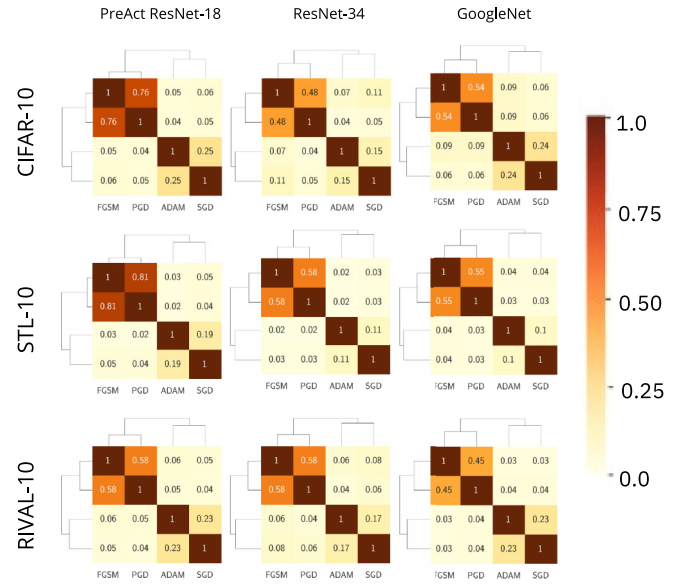 PreAct ResNet-18 ResNet-34 GoogleNet
CIFAR-10
1 0.76 0.05 0.06
0.76 1 0.04 0.05
0.05 0.04 1 0.25
0.06 0.05 0.25 1
FGSM PGD ADAM SGD
1 0.48 0.07 0.11
0.48 1 0.04 0.05
0.07 0.04 1 0.15
0.11 0.05 0.15 1
FGSM PGD ADAM SGD
1 0.54 0.09 0.06
0.54 1 0.09 0.06
0.09 0.09 1 0.24
0.06 0.06 0.24 1
FGSM PGD ADAM SGD
STL-10
1 0.81 0.03 0.05
0.81 1 0.02 0.04
0.03 0.02 1 0.19
0.05 0.04 0.19 1
FGSM PGD ADAM SGD
1 0.58 0.02 0.03
0.58 1 0.02 0.03
0.02 0.02 1 0.11
0.03 0.03 0.11 1
FGSM PGD ADAM SGD
1 0.55 0.04 0.04
0.55 1 0.03 0.03
0.04 0.03 1 0.1
0.04 0.03 0.1 1
FGSM PGD ADAM SGD
RIVAL-10
1 0.58 0.06 0.05
0.58 1 0.05 0.04
0.06 0.05 1 0.23
0.05 0.04 0.23 1
FGSM PGD ADAM SGD
1 0.58 0.06 0.08
0.58 1 0.04 0.06
0.06 0.04 1 0.17
0.08 0.06 0.17 1
FGSM PGD ADAM SGD
1 0.45 0.03 0.03
0.45 1 0.04 0.04
0.03 0.04 1 0.23
0.03 0.04 0.23 1
FGSM PGD ADAM SGD
1.0
0.75
0.50
0.25
0.0